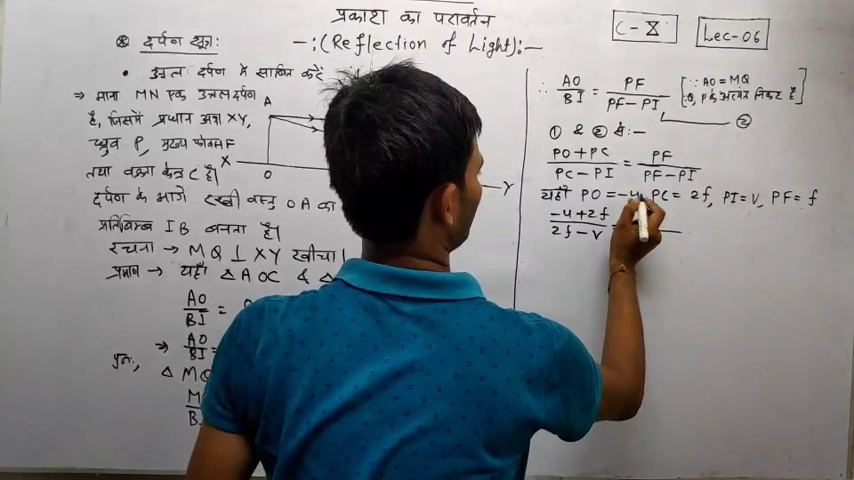 प्रकाश का परावर्तन
-:(Reflection of Light):-
C-X
Lec-06
⊛ दर्पण सूत्र:
• उत्तल दर्पण में साबित करें
⇒ माना MN एक उत्तल दर्पण
है, जिसमें प्रधान अक्ष XY,
ध्रुव P, मुख्य फोकस F
तथा वक्रता केन्द्र C है।
दर्पण के आगे रखी वस्तु OA का
प्रतिबिम्ब IB बनता है।
रचना → MQ ⊥ XY खींचा।
प्रमाण → यहाँ △AOC & △
AO/BI =
⇒ AO/BI =
पुनः, △ MQ
A
X
O
Y
∵ AO/BI = PF/(PF-PI) [∵ AO = MQ
P के अत्यंत निकट है]
②
① & ② से:-
(PO+PC)/(PC-PI) = PF/(PF-PI)
यहाँ PO = -u, PC = 2f, PI = v, PF = f
(-u+2f)/(2f-v)